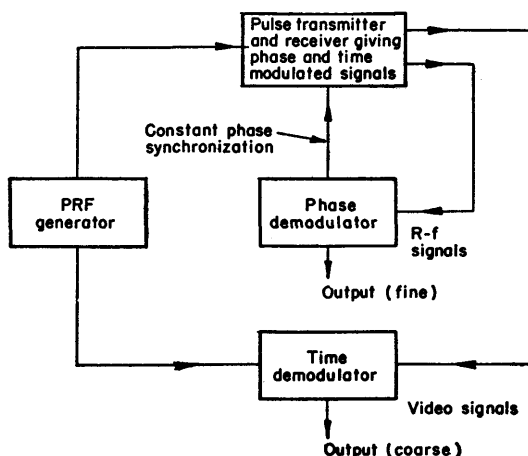 Pulse transmitter
and receiver giving
phase and time
modulated signals
Constant phase
synchronization
PRF
generator
Phase
demodulator
R-f
signals
Output (fine)
Time
demodulator
Video signals
Output (coarse)